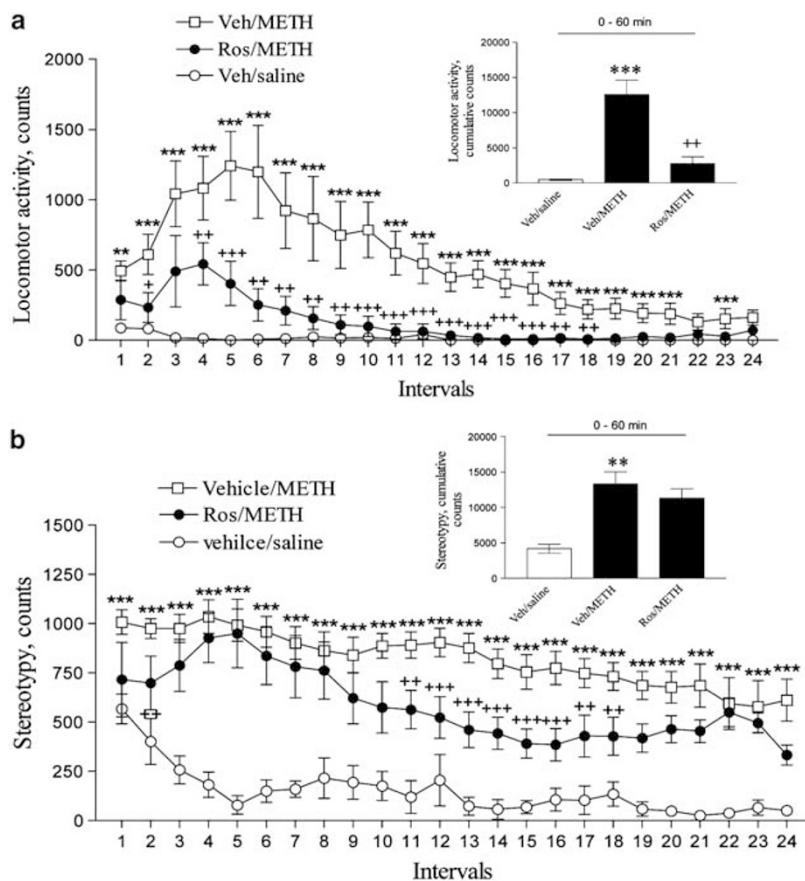 a
Veh/METH
Ros/METH
Veh/saline
0 - 60 min
Locomotor activity, counts
2000
1500
1000
500
0
** *** *** *** *** *** *** *** *** *** *** *** *** *** *** *** *** *** *** *** *** ***
+ ++ +++ ++ ++ ++ +++ +++ +++ +++ +++ +++ +++ +++ ++ ++
1 2 3 4 5 6 7 8 9 10 11 12 13 14 15 16 17 18 19 20 21 22 23 24
Intervals
Locomotor activity,
cumulative counts
20000
15000
10000
5000
0
***
++
Veh/saline
Veh/METH
Ros/METH
b
Vehicle/METH
Ros/METH
vehilce/saline
0 - 60 min
Stereotypy, counts
1500
1250
1000
750
500
250
0
*** *** *** *** *** *** *** *** *** *** *** *** *** *** *** *** *** *** *** *** *** *** *** ***
++ +++ +++ +++ +++ +++ ++ ++
1 2 3 4 5 6 7 8 9 10 11 12 13 14 15 16 17 18 19 20 21 22 23 24
Intervals
Stereotypy, cumulative
counts
20000
15000
10000
5000
0
**
Veh/saline
Veh/METH
Ros/METH